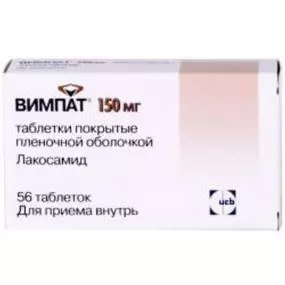 ВИМПАТ® 150 мг
таблетки покрытые
пленочной оболочкой
Лакосамид
56 таблеток
Для приема внутрь
ucb